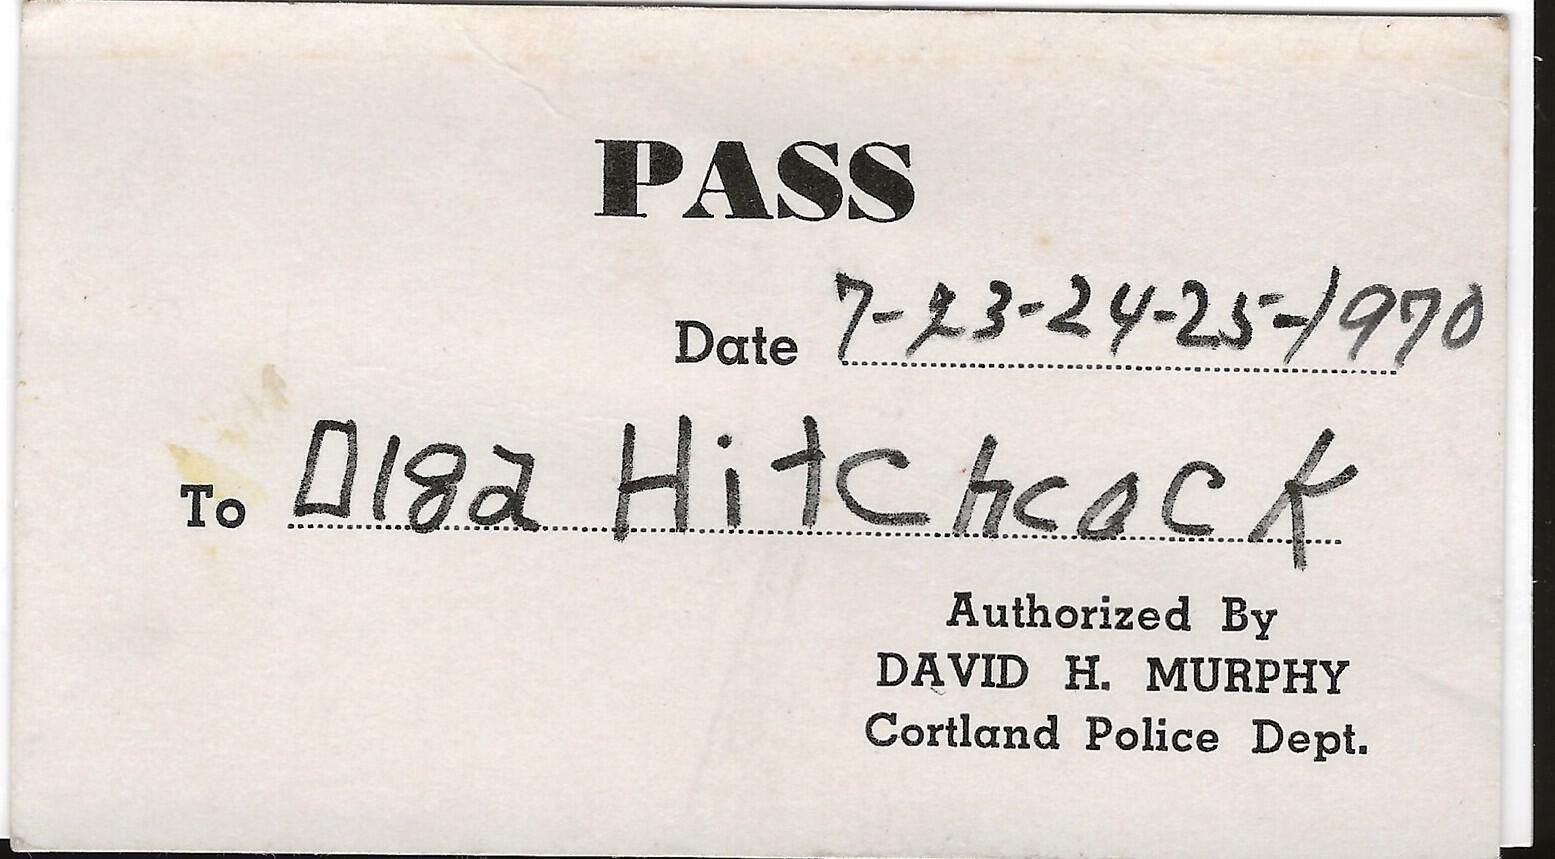 PASS
Date 7-23-24-25-1970
To Olga Hitchcock
Authorized By
DAVID H. MURPHY
Cortland Police Dept.